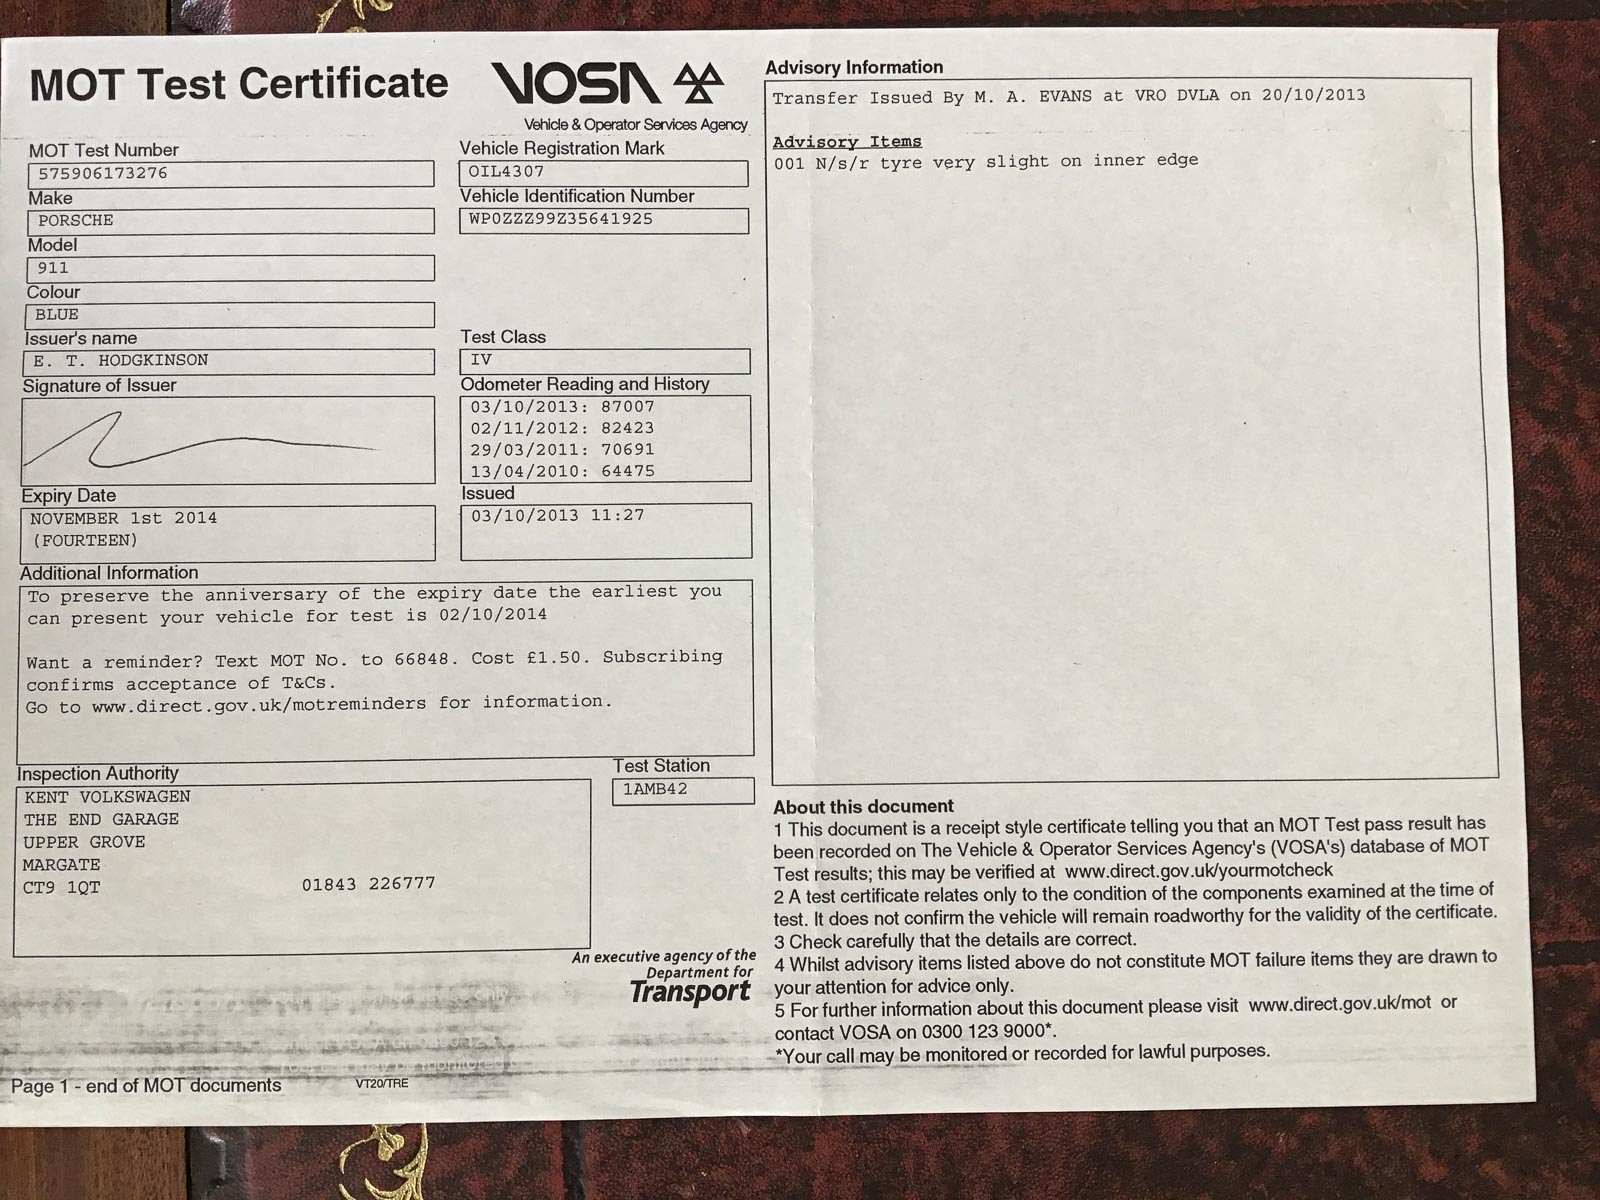 MOT Test Certificate
VOSA
Vehicle & Operator Services Agency
MOT Test Number
575906173276
Vehicle Registration Mark
OIL4307
Make
PORSCHE
Vehicle Identification Number
WP0ZZZ99Z35641925
Model
911
Colour
BLUE
Issuer's name
E. T. HODGKINSON
Test Class
IV
Signature of Issuer
Odometer Reading and History
03/10/2013: 87007
02/11/2012: 82423
29/03/2011: 70691
13/04/2010: 64475
Expiry Date
NOVEMBER 1st 2014
(FOURTEEN)
Issued
03/10/2013 11:27
Additional Information
To preserve the anniversary of the expiry date the earliest you
can present your vehicle for test is 02/10/2014
Want a reminder? Text MOT No. to 66848. Cost £1.50. Subscribing
confirms acceptance of T&Cs.
Go to www.direct.gov.uk/motreminders for information.
Inspection Authority
KENT VOLKSWAGEN
THE END GARAGE
UPPER GROVE
MARGATE
CT9 1QT 01843 226777
Test Station
1AMB42
An executive agency of the
Department for
Transport
Page 1 - end of MOT documents
VT20/TRE
Advisory Information
Transfer Issued By M. A. EVANS at VRO DVLA on 20/10/2013
Advisory Items
001 N/s/r tyre very slight on inner edge
About this document
1 This document is a receipt style certificate telling you that an MOT Test pass result has
been recorded on The Vehicle & Operator Services Agency's (VOSA's) database of MOT
Test results; this may be verified at www.direct.gov.uk/yourmotcheck
2 A test certificate relates only to the condition of the components examined at the time of
test. It does not confirm the vehicle will remain roadworthy for the validity of the certificate.
3 Check carefully that the details are correct.
4 Whilst advisory items listed above do not constitute MOT failure items they are drawn to
your attention for advice only.
5 For further information about this document please visit www.direct.gov.uk/mot or
contact VOSA on 0300 123 9000*.
*Your call may be monitored or recorded for lawful purposes.